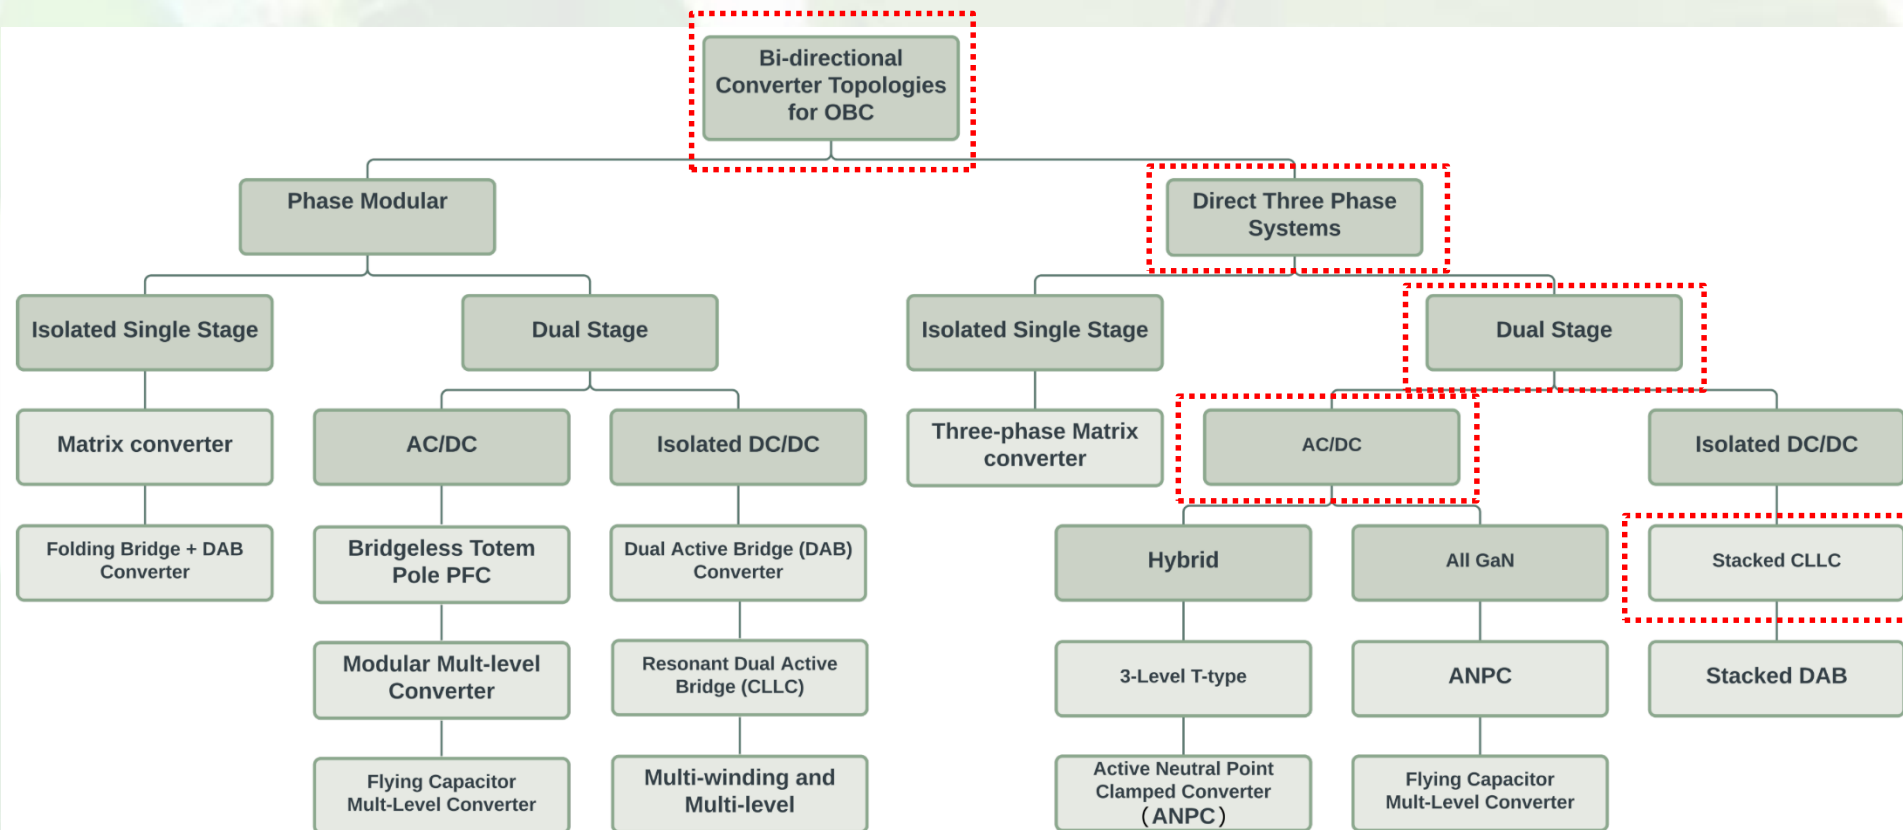 Bi-directional
Converter Topologies
for OBC
Phase Modular
Direct Three Phase
Systems
Isolated Single Stage
Dual Stage
Isolated Single Stage
Dual Stage
Matrix converter
AC/DC
Isolated DC/DC
Three-phase Matrix
converter
AC/DC
Isolated DC/DC
Folding Bridge + DAB
Converter
Bridgeless Totem
Pole PFC
Dual Active Bridge (DAB)
Converter
Hybrid
All GaN
Stacked CLLC
Modular Mult-level
Converter
Resonant Dual Active
Bridge (CLLC)
3-Level T-type
ANPC
Stacked DAB
Flying Capacitor
Mult-Level Converter
Multi-winding and
Multi-level
Active Neutral Point
Clamped Converter
（ANPC）
Flying Capacitor
Mult-Level Converter